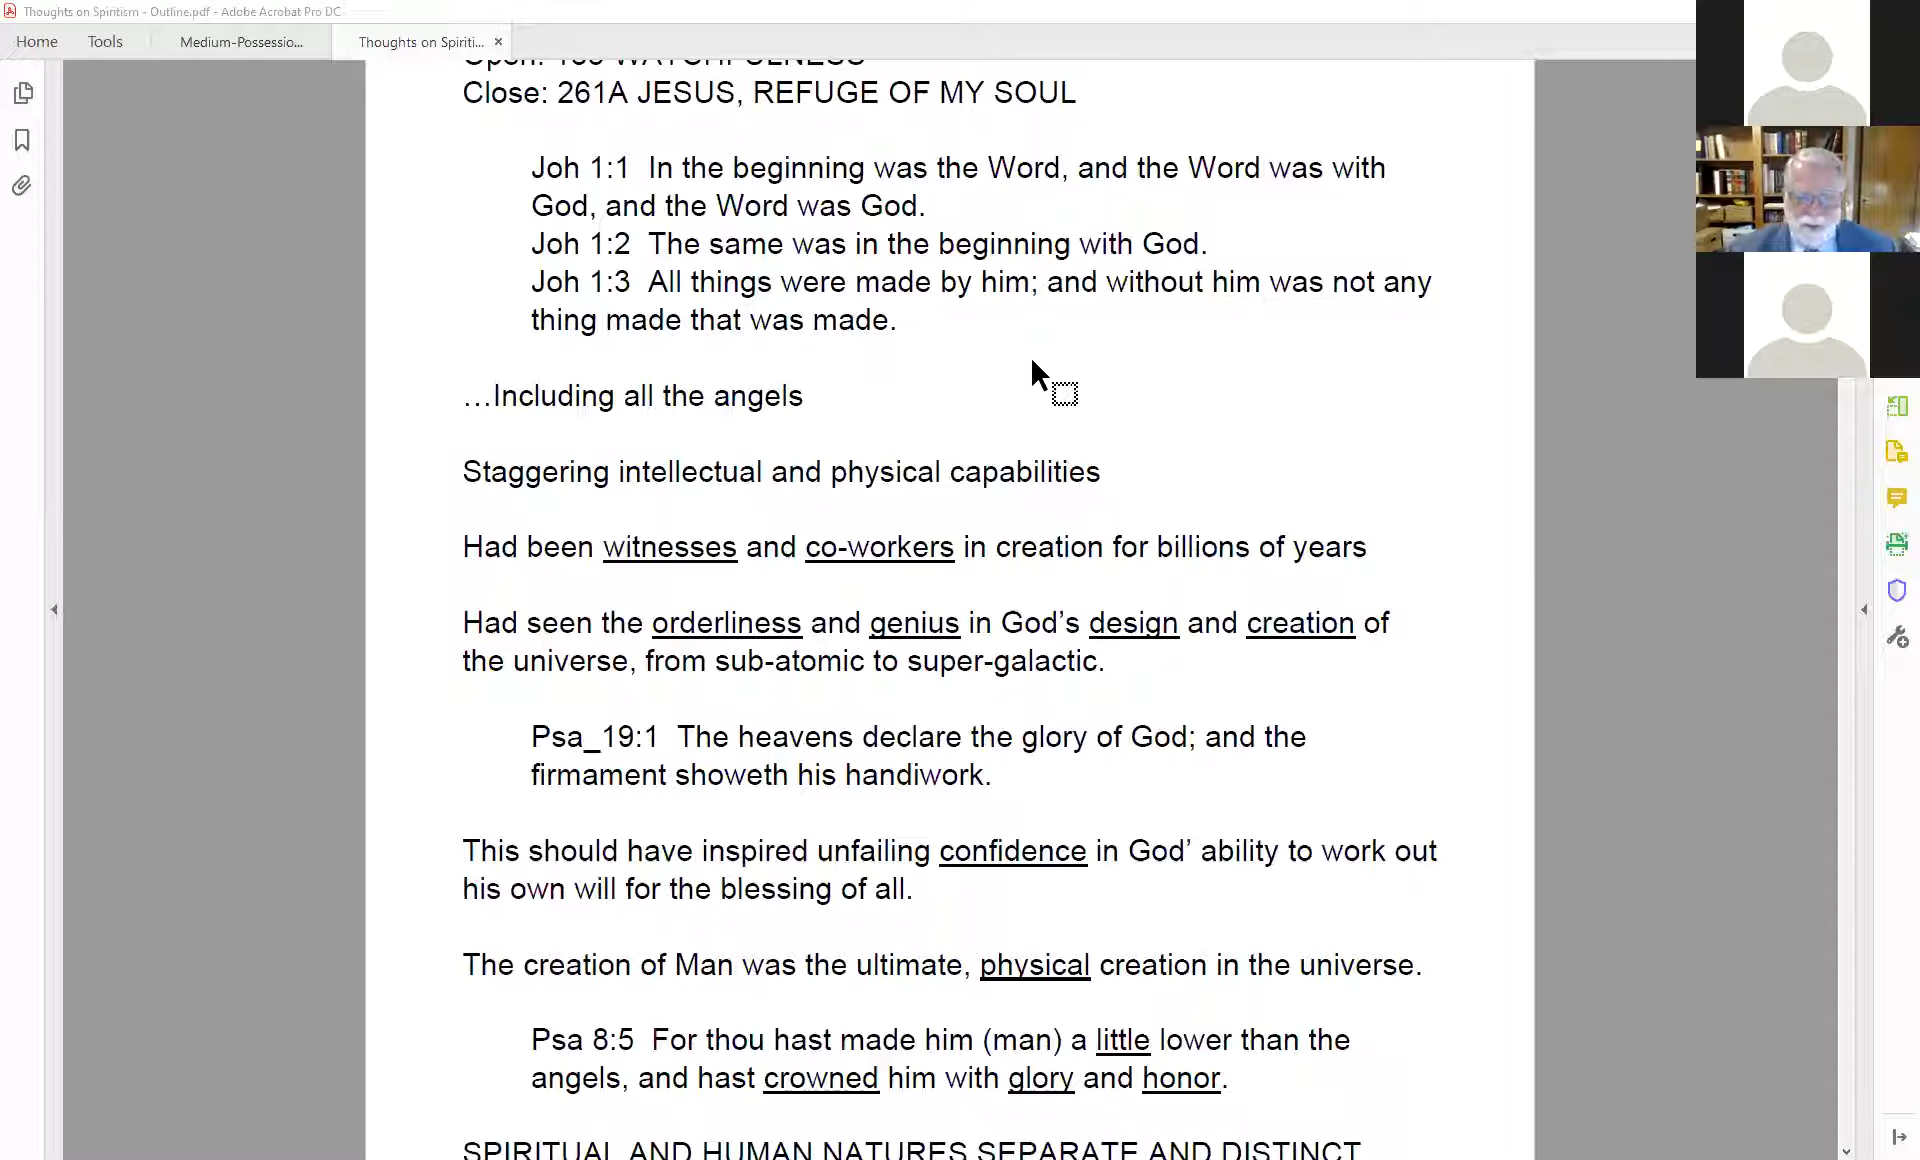 Thoughts on Spiritism - Outline.pdf - Adobe Acrobat Pro DC
Home Tools Medium-Possessio... Thoughts on Spiriti... ×
Open: 183 WATCHFULNESS
Close: 261A JESUS, REFUGE OF MY SOUL
Joh 1:1 In the beginning was the Word, and the Word was with
God, and the Word was God.
Joh 1:2 The same was in the beginning with God.
Joh 1:3 All things were made by him; and without him was not any
thing made that was made.
…Including all the angels
Staggering intellectual and physical capabilities
Had been witnesses and co-workers in creation for billions of years
Had seen the orderliness and genius in God’s design and creation of
the universe, from sub-atomic to super-galactic.
Psa_19:1 The heavens declare the glory of God; and the
firmament showeth his handiwork.
This should have inspired unfailing confidence in God’ ability to work out
his own will for the blessing of all.
The creation of Man was the ultimate, physical creation in the universe.
Psa 8:5 For thou hast made him (man) a little lower than the
angels, and hast crowned him with glory and honor.
SPIRITUAL AND HUMAN NATURES SEPARATE AND DISTINCT